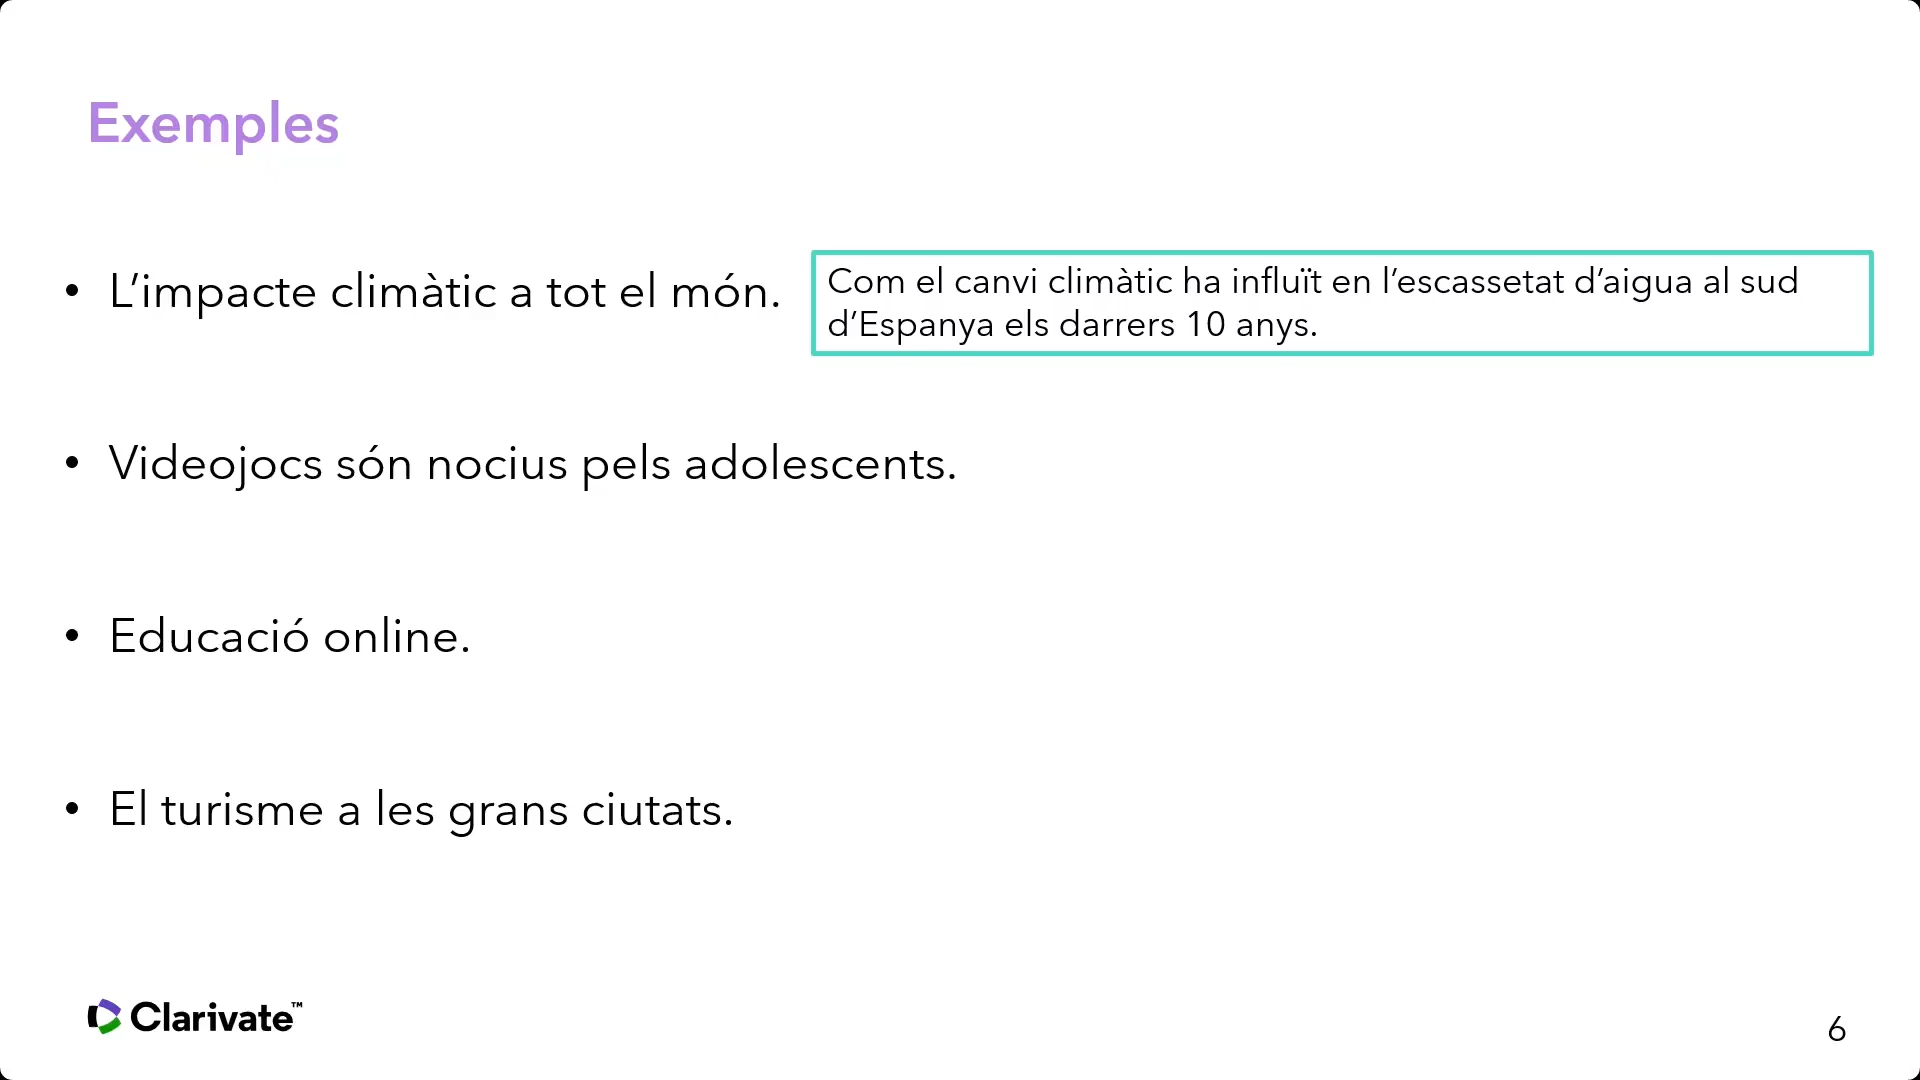 Exemples
• L’impacte climàtic a tot el món.
Com el canvi climàtic ha influït en l’escassetat d’aigua al sud
d’Espanya els darrers 10 anys.
• Videojocs són nocius pels adolescents.
• Educació online.
• El turisme a les grans ciutats.
Clarivate™
6